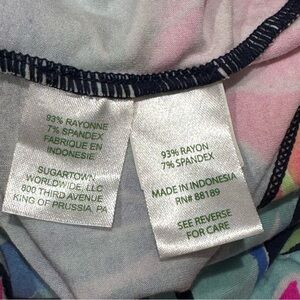 93% RAYONNE
7% SPANDEX
FABRIQUE EN
INDONESIE
SUGARTOWN
WORLDWIDE, LLC
800 THIRD AVENUE
KING OF PRUSSIA, PA
93% RAYON
7% SPANDEX
MADE IN INDONESIA
RN# 88189
SEE REVERSE
FOR CARE